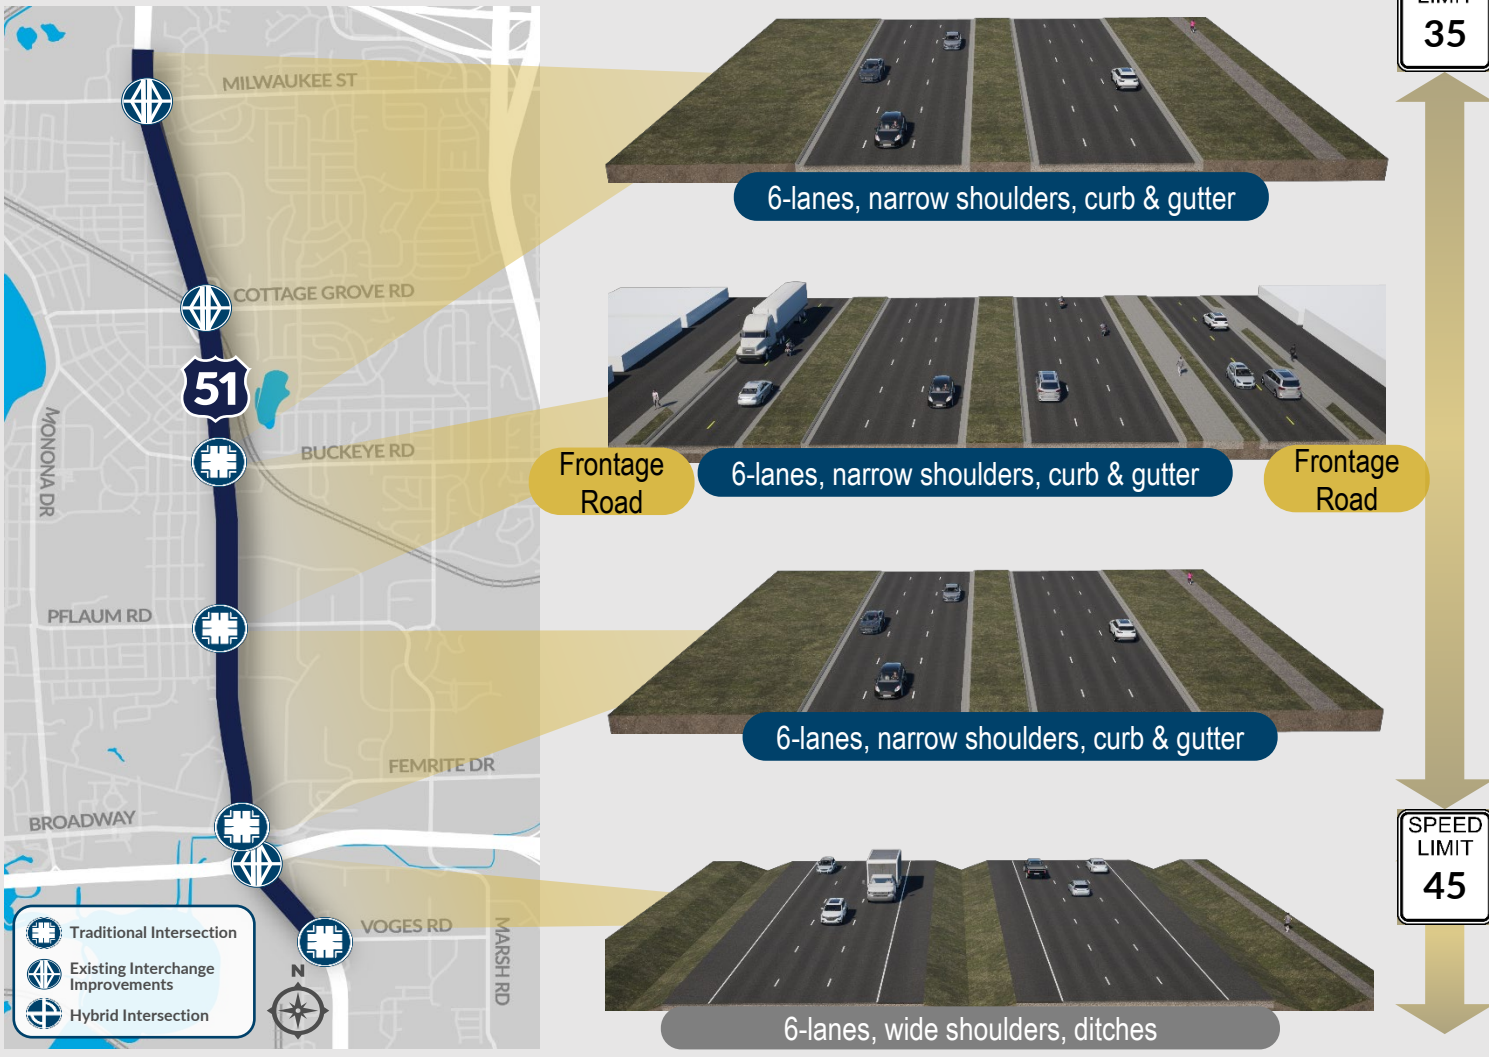 LIMIT
35
MILWAUKEE ST
6-lanes, narrow shoulders, curb & gutter
COTTAGE GROVE RD
51
MONONA DR
BUCKEYE RD
Frontage
Road
6-lanes, narrow shoulders, curb & gutter
Frontage
Road
PFLAUM RD
6-lanes, narrow shoulders, curb & gutter
FEMRITE DR
BROADWAY
SPEED
LIMIT
45
VOGES RD
MARSH RD
Traditional Intersection
Existing Interchange
Improvements
Hybrid Intersection
N
6-lanes, wide shoulders, ditches